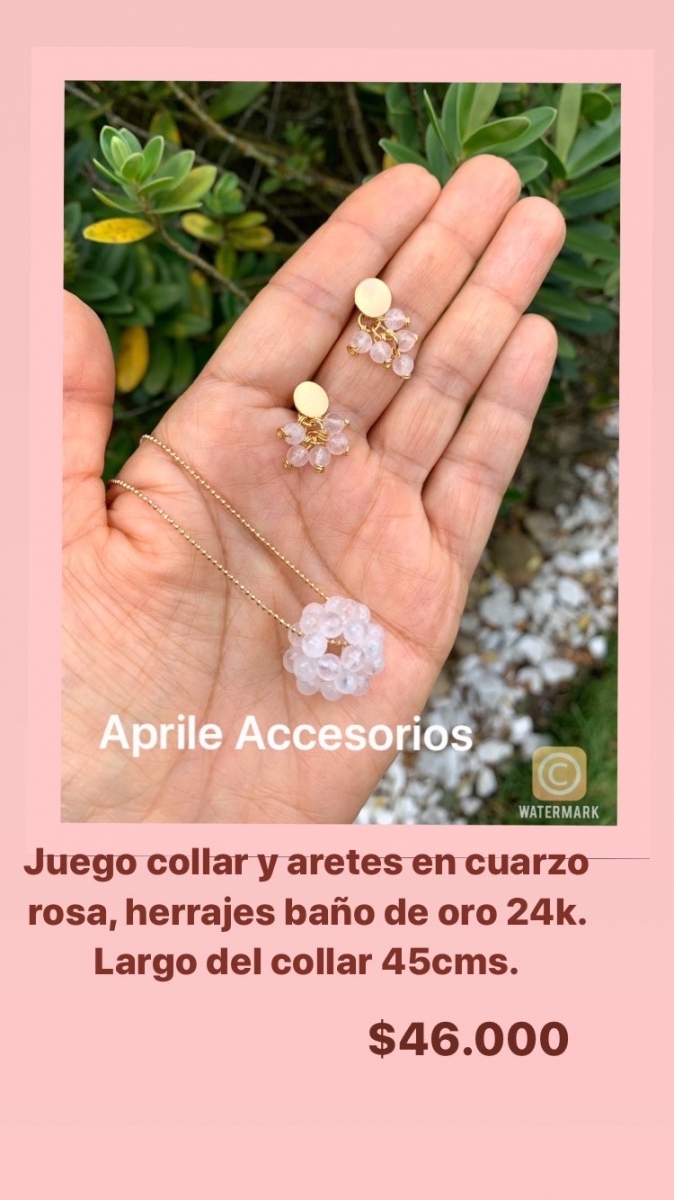 Aprile Accesorios
©
WATERMARK
Juego collar y aretes en cuarzo
rosa, herrajes baño de oro 24k.
Largo del collar 45cms.
$46.000